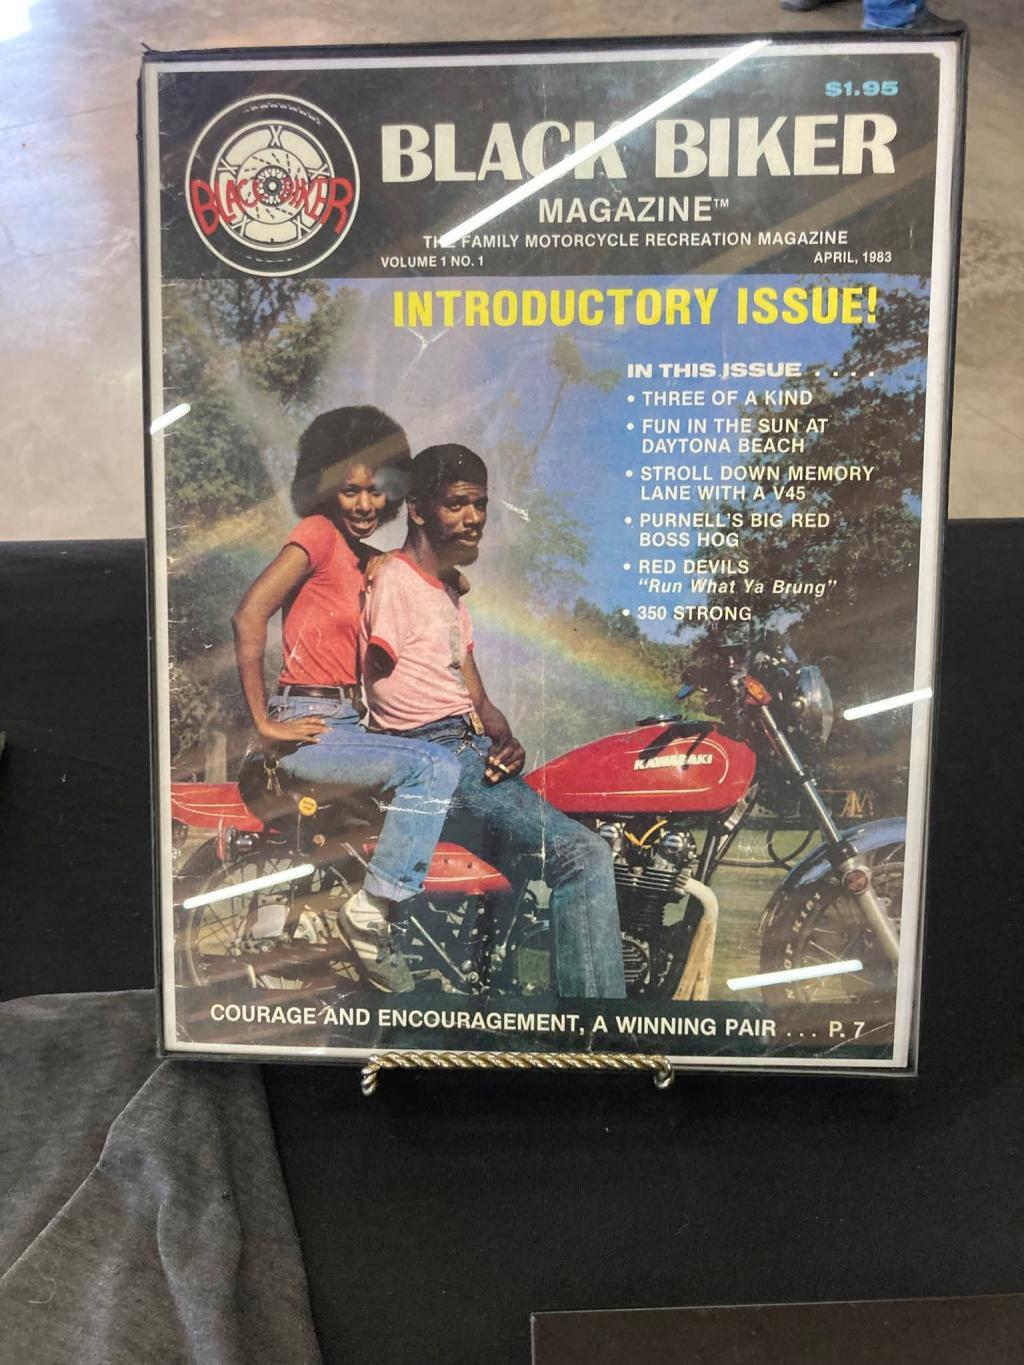 $1.95
BLACK BIKER
BLACK BIKER
MAGAZINE™
THE FAMILY MOTORCYCLE RECREATION MAGAZINE
VOLUME 1 NO. 1
APRIL, 1983
INTRODUCTORY ISSUE!
IN THIS ISSUE . . . .
• THREE OF A KIND
• FUN IN THE SUN AT
DAYTONA BEACH
• STROLL DOWN MEMORY
LANE WITH A V45
• PURNELL'S BIG RED
BOSS HOG
• RED DEVILS
"Run What Ya Brung"
• 350 STRONG
KAWASAKI
COURAGE AND ENCOURAGEMENT, A WINNING PAIR . . . P. 7